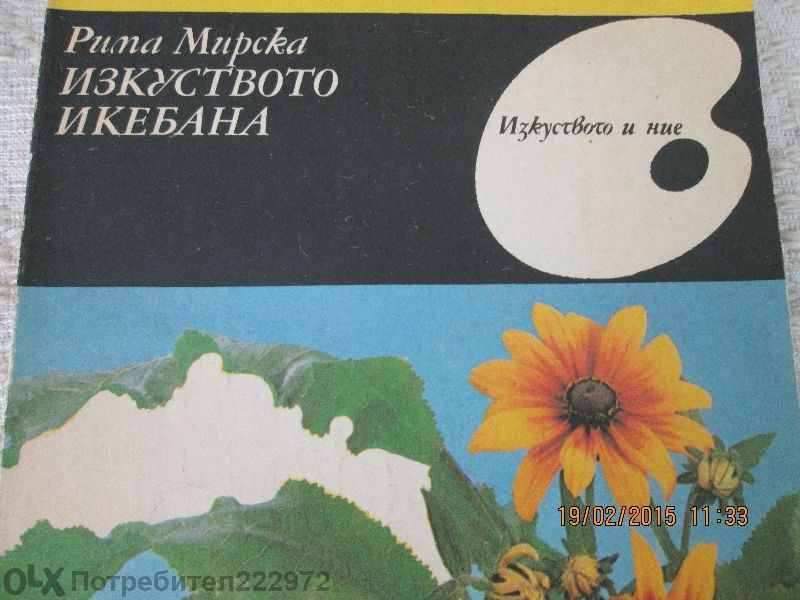 Рима Мирска
ИЗКУСТВОТО
ИКЕБАНА
Изкуството и ние
19/02/2015 11:33
OLX Потребител222972